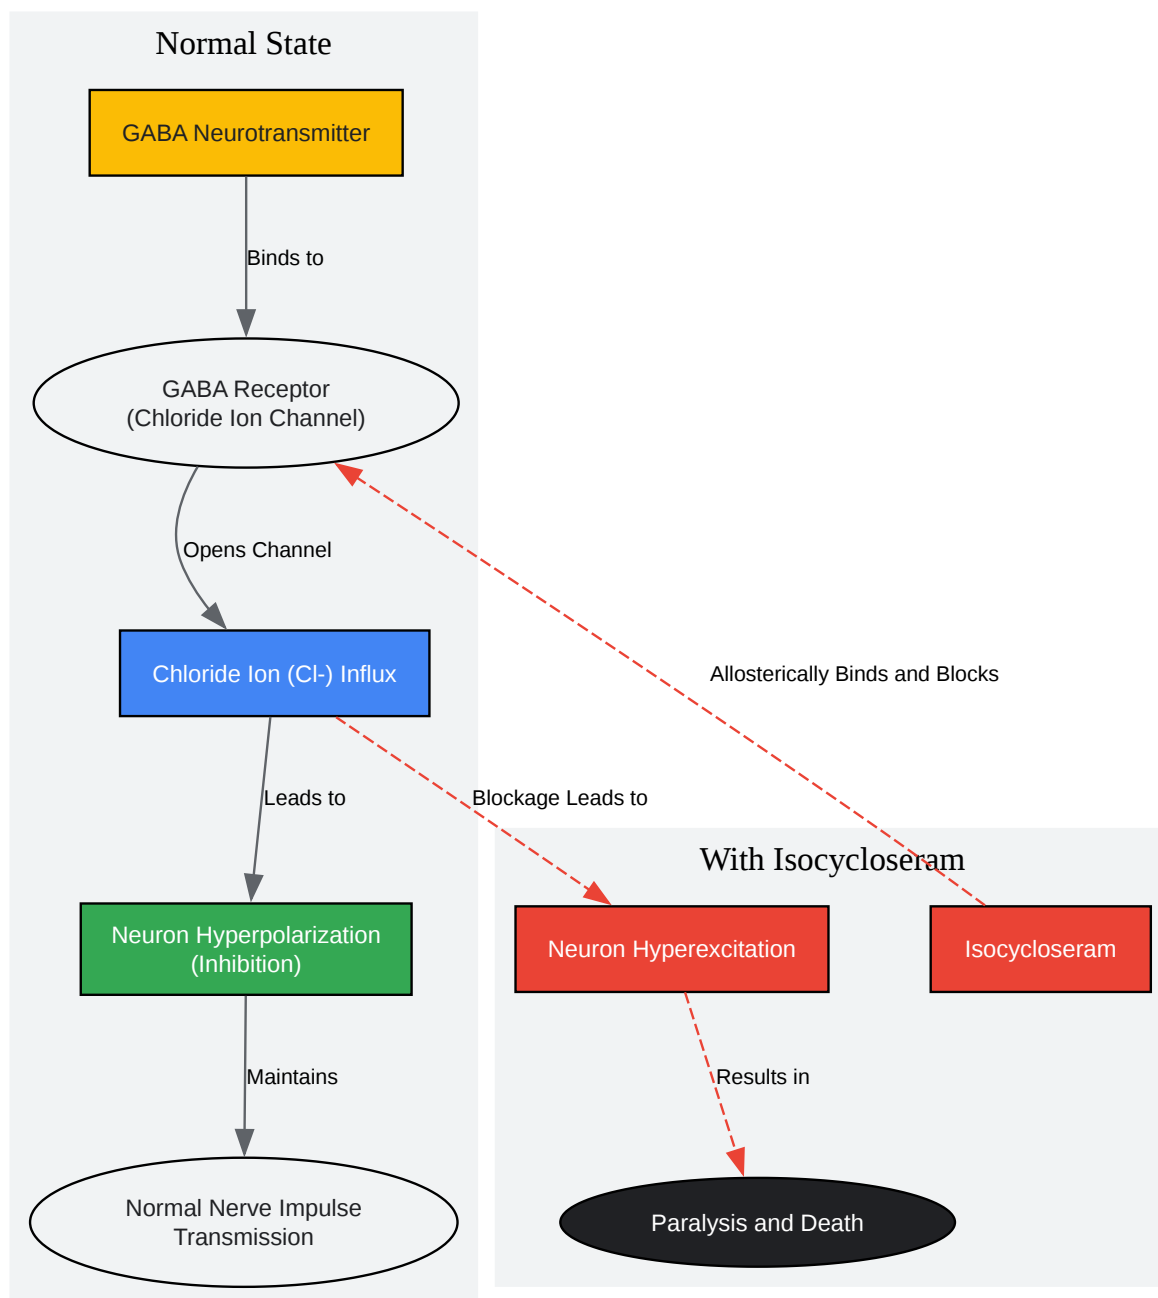 Normal State
GABA Neurotransmitter
Binds to
GABA Receptor
(Chloride Ion Channel)
Opens Channel
Chloride Ion (Cl-) Influx
Allosterically Binds and Blocks
Leads to
Blockage Leads to
With Isocycloseram
Neuron Hyperpolarization
(Inhibition)
Neuron Hyperexcitation
Isocycloseram
Maintains
Results in
Normal Nerve Impulse
Transmission
Paralysis and Death